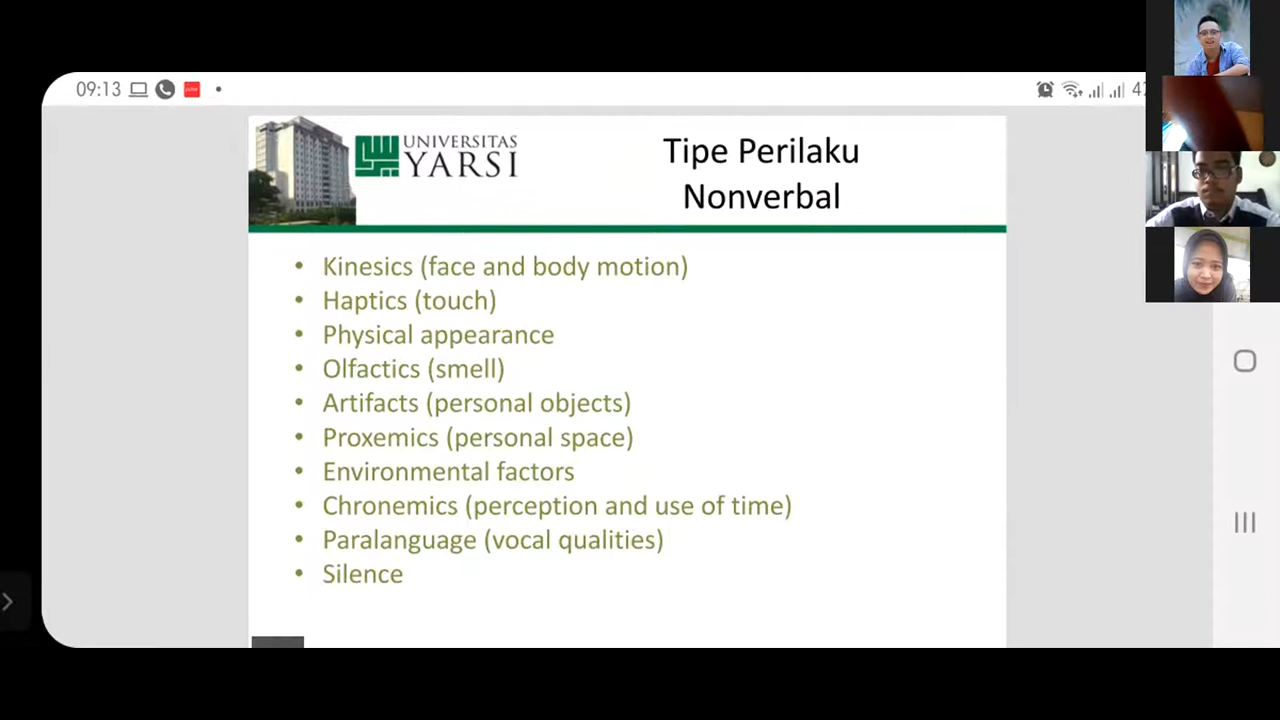 09:13
UNIVERSITAS
YARSI
Tipe Perilaku
Nonverbal
• Kinesics (face and body motion)
• Haptics (touch)
• Physical appearance
• Olfactics (smell)
• Artifacts (personal objects)
• Proxemics (personal space)
• Environmental factors
• Chronemics (perception and use of time)
• Paralanguage (vocal qualities)
• Silence